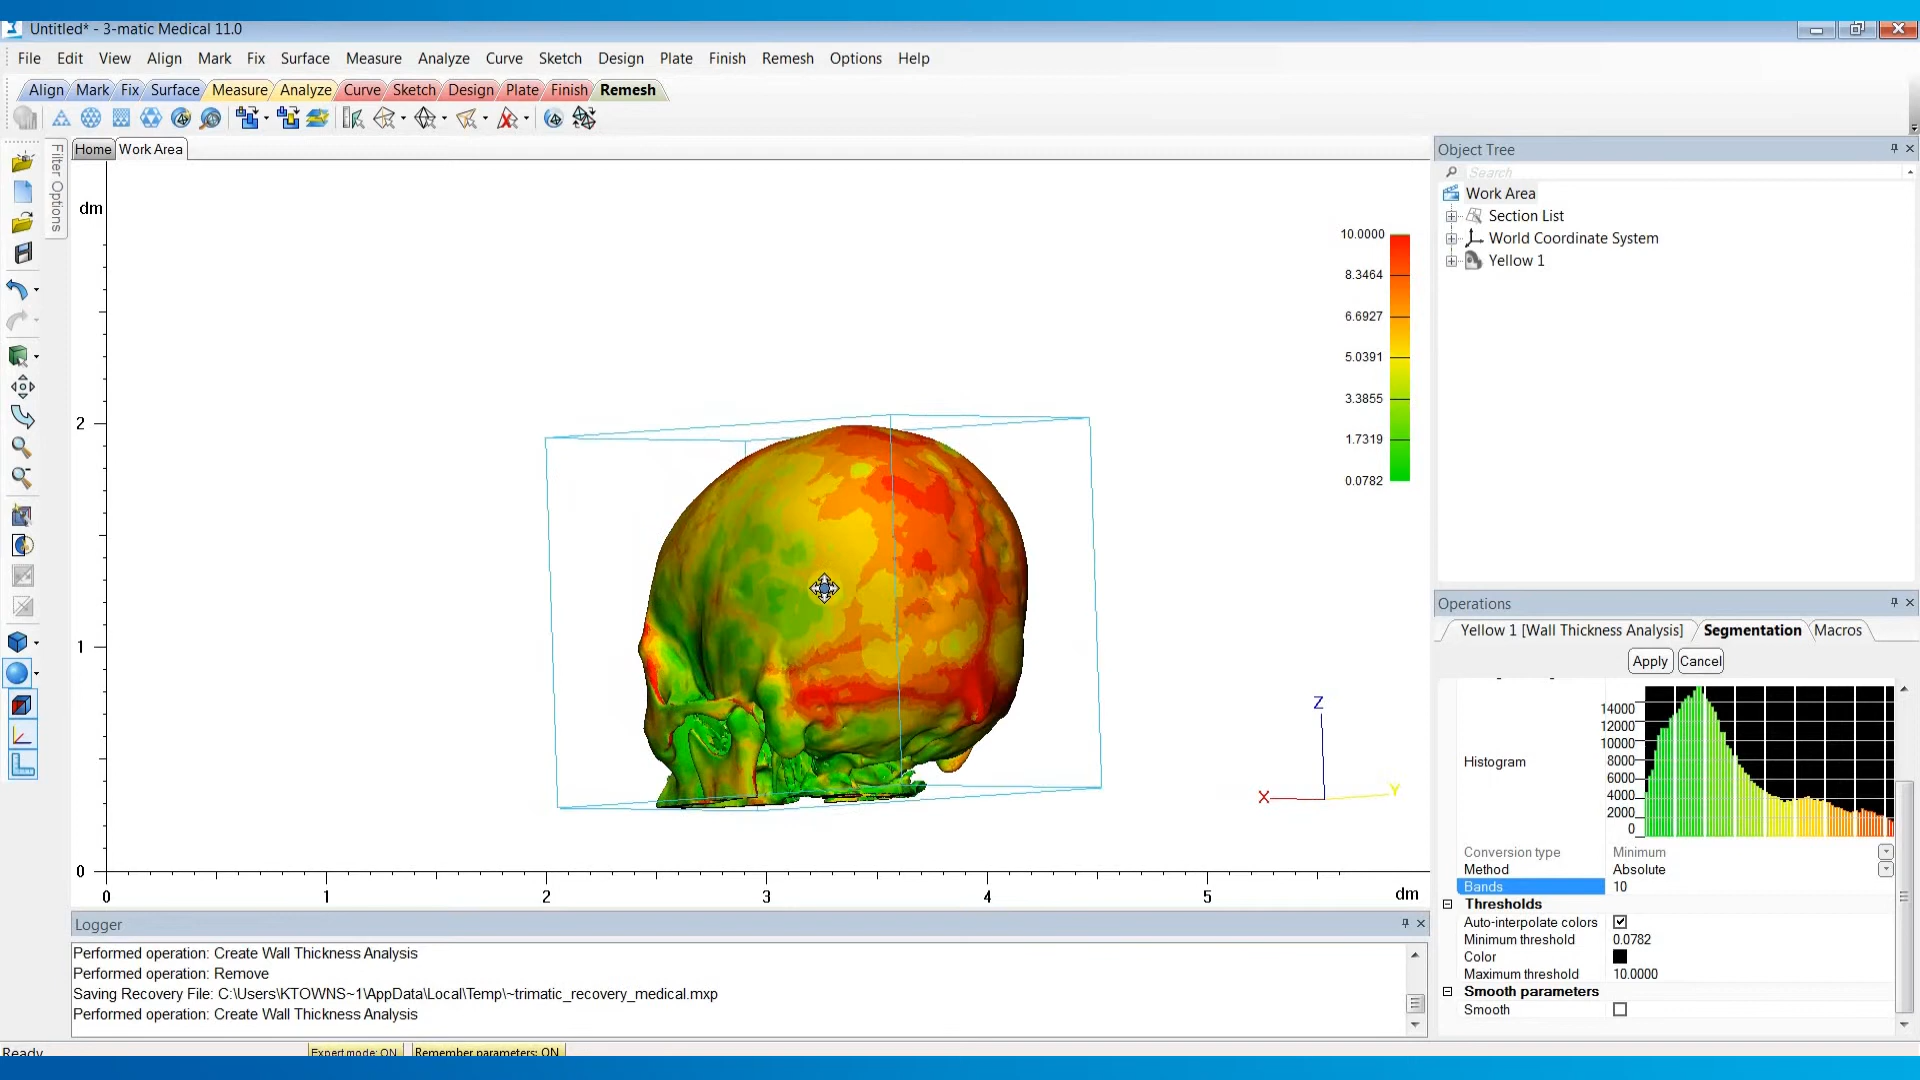 Untitled* - 3-matic Medical 11.0
File Edit View Align Mark Fix Surface Measure Analyze Curve Sketch Design Plate Finish Remesh Options Help
Align Mark Fix Surface Measure Analyze Curve Sketch Design Plate Finish Remesh
Filter Options
Home Work Area
dm
2
1
0
0 1 2 3 4 5 dm
10.0000
8.3464
6.6927
5.0391
3.3855
1.7319
0.0782
Z
X
Y
Object Tree
Search
Work Area
Section List
World Coordinate System
Yellow 1
Operations
Yellow 1 [Wall Thickness Analysis] Segmentation Macros
Apply Cancel
Histogram
14000
12000
10000
8000
6000
4000
2000
0
Conversion type Minimum
Method Absolute
Bands 10
Thresholds
Auto-interpolate colors
Minimum threshold 0.0782
Color
Maximum threshold 10.0000
Smooth parameters
Smooth
Logger
Performed operation: Create Wall Thickness Analysis
Performed operation: Remove
Saving Recovery File: C:\Users\KTOWNS~1\AppData\Local\Temp\~trimatic_recovery_medical.mxp
Performed operation: Create Wall Thickness Analysis
Ready Expert mode: ON Remember parameters: ON